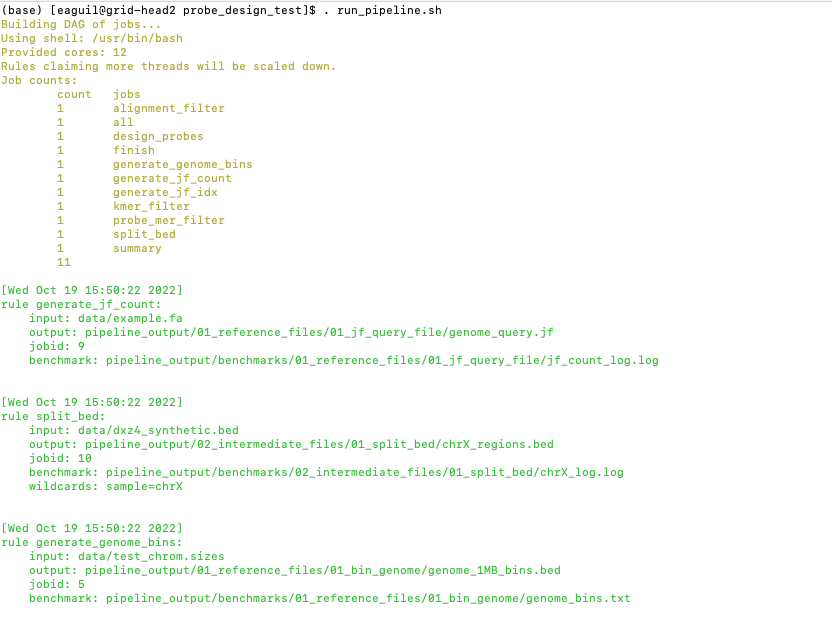 (base) [eaguil@grid-head2 probe_design_test]$ . run_pipeline.sh
Building DAG of jobs...
Using shell: /usr/bin/bash
Provided cores: 12
Rules claiming more threads will be scaled down.
Job counts:
        count   jobs
        1       alignment_filter
        1       all
        1       design_probes
        1       finish
        1       generate_genome_bins
        1       generate_jf_count
        1       generate_jf_idx
        1       kmer_filter
        1       probe_mer_filter
        1       split_bed
        1       summary
        11

[Wed Oct 19 15:50:22 2022]
rule generate_jf_count:
    input: data/example.fa
    output: pipeline_output/01_reference_files/01_jf_query_file/genome_query.jf
    jobid: 9
    benchmark: pipeline_output/benchmarks/01_reference_files/01_jf_query_file/jf_count_log.log


[Wed Oct 19 15:50:22 2022]
rule split_bed:
    input: data/dxz4_synthetic.bed
    output: pipeline_output/02_intermediate_files/01_split_bed/chrX_regions.bed
    jobid: 10
    benchmark: pipeline_output/benchmarks/02_intermediate_files/01_split_bed/chrX_log.log
    wildcards: sample=chrX


[Wed Oct 19 15:50:22 2022]
rule generate_genome_bins:
    input: data/test_chrom.sizes
    output: pipeline_output/01_reference_files/01_bin_genome/genome_1MB_bins.bed
    jobid: 5
    benchmark: pipeline_output/benchmarks/01_reference_files/01_bin_genome/genome_bins.txt